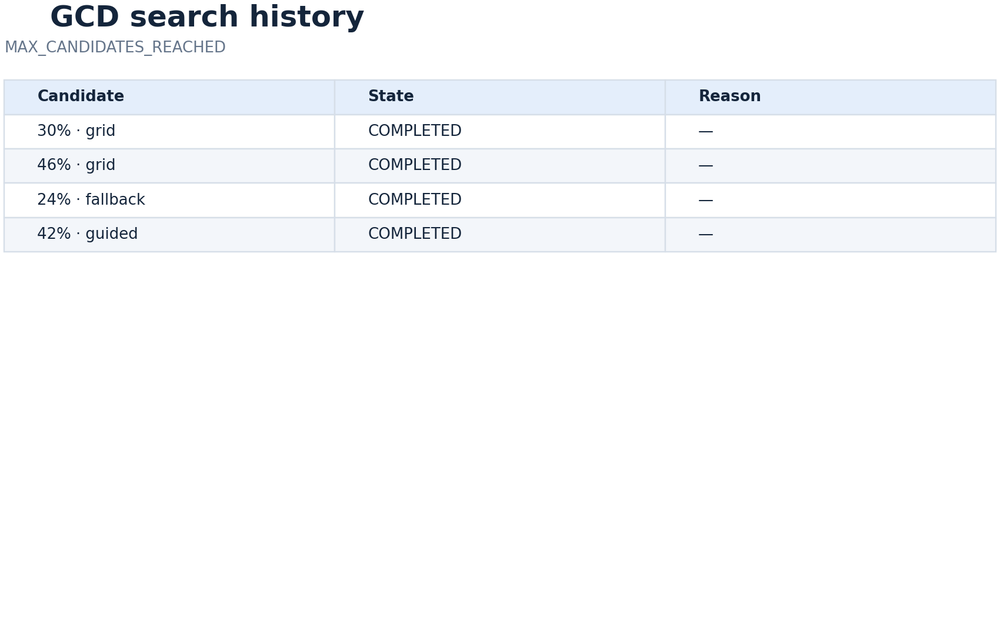 GCD search history
MAX_CANDIDATES_REACHED
Candidate State Reason
30% · grid COMPLETED —
46% · grid COMPLETED —
24% · fallback COMPLETED —
42% · guided COMPLETED —